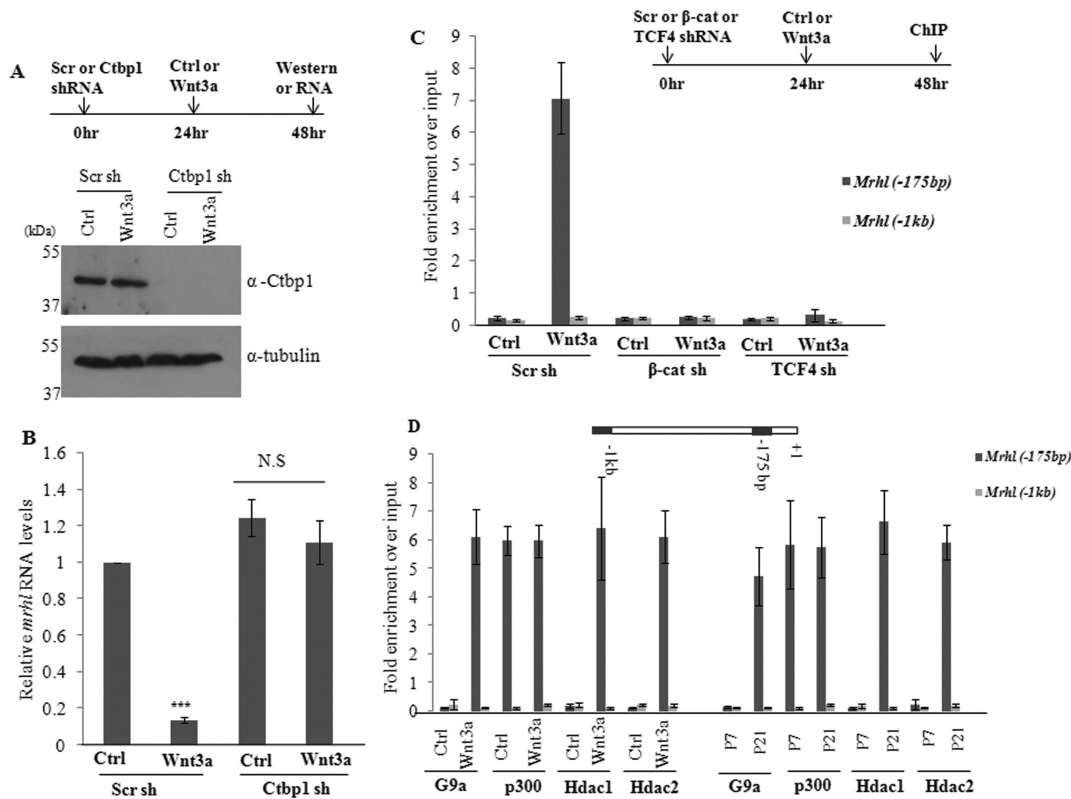 A
Scr or Ctbp1
shRNA
Ctrl or
Wnt3a
Western
or RNA
0hr
24hr
48hr
Scr sh
Ctbp1 sh
Ctrl
Wnt3a
Ctrl
Wnt3a
(kDa)
55
37
α-Ctbp1
55
37
α-tubulin
B
Relative mrhl RNA levels
1.6
1.4
1.2
1
0.8
0.6
0.4
0.2
0
***
N.S
Ctrl
Wnt3a
Ctrl
Wnt3a
Scr sh
Ctbp1 sh
C
Scr or β-cat or
TCF4 shRNA
Ctrl or
Wnt3a
ChIP
0hr
24hr
48hr
Fold enrichment over input
9
8
7
6
5
4
3
2
1
0
Mrhl (-175bp)
Mrhl (-1kb)
Ctrl
Wnt3a
Ctrl
Wnt3a
Ctrl
Wnt3a
Scr sh
β-cat sh
TCF4 sh
D
-1kb
-175bp
+1
Mrhl (-175bp)
Mrhl (-1kb)
Fold enrichment over input
9
8
7
6
5
4
3
2
1
0
Ctrl
Wnt3a
Ctrl
Wnt3a
Ctrl
Wnt3a
Ctrl
Wnt3a
P7
P21
P7
P21
P7
P21
P7
P21
G9a
p300
Hdac1
Hdac2
G9a
p300
Hdac1
Hdac2